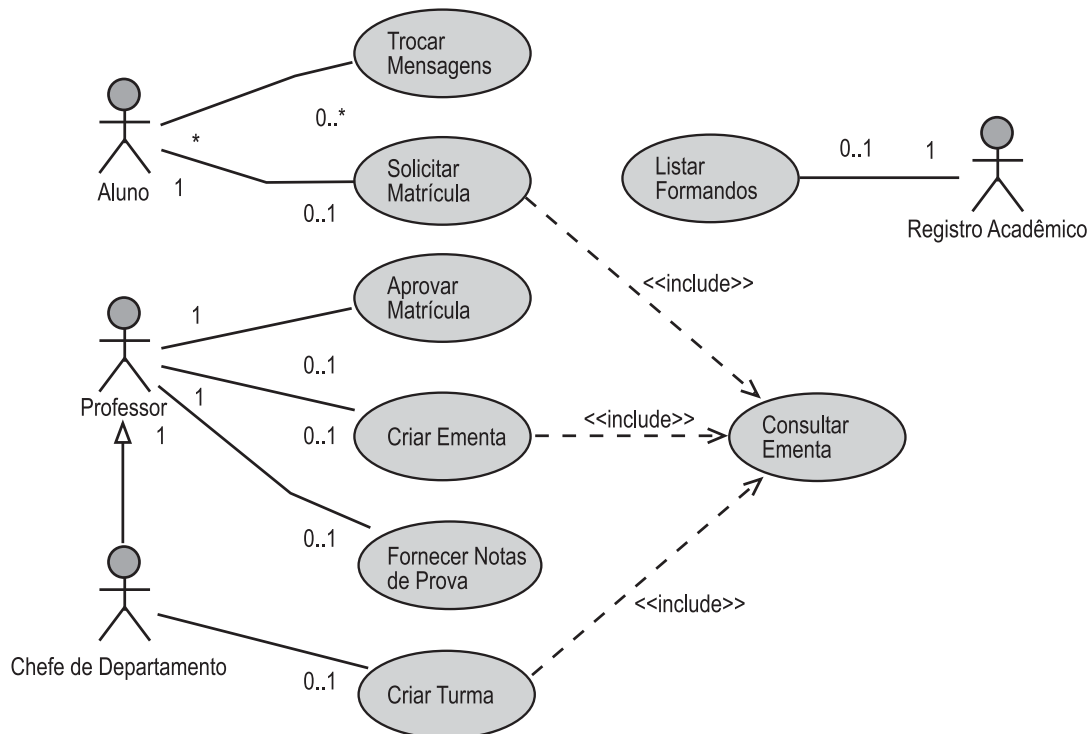 Trocar
Mensagens
0..*
*
Aluno
1
Solicitar
Matrícula
0..1
Listar
Formandos
0..1
1
Registro Acadêmico
<<include>>
Aprovar
Matrícula
1
0..1
Professor
1
1
Criar Ementa
0..1
<<include>>
Consultar
Ementa
0..1
Fornecer Notas
de Prova
<<include>>
Chefe de Departamento
0..1
Criar Turma